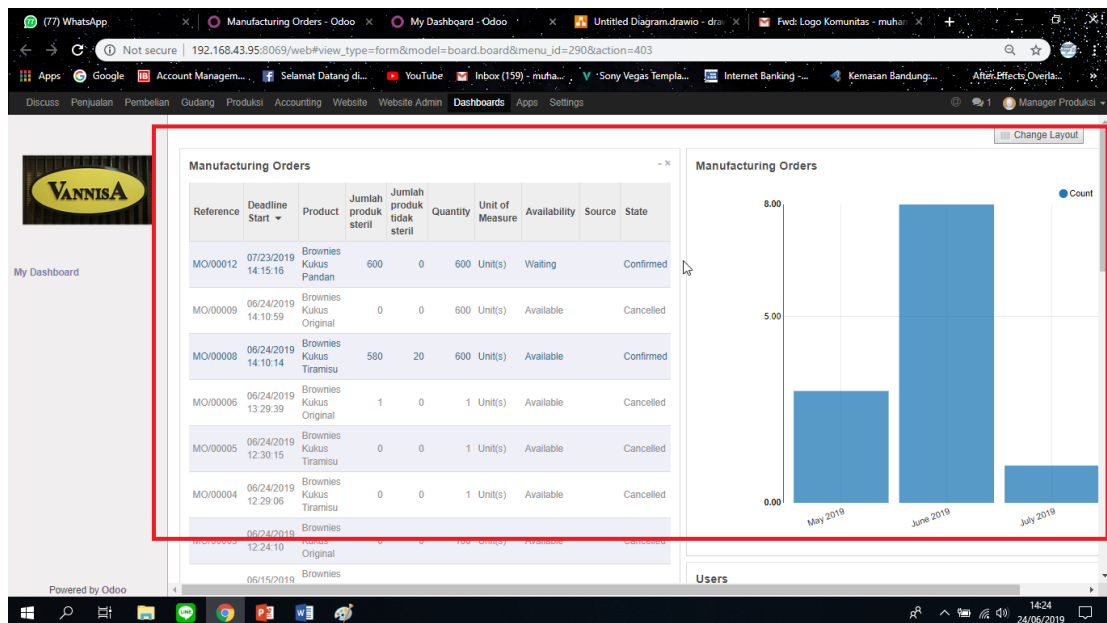 (77) WhatsApp
Manufacturing Orders - Odoo
My Dashboard - Odoo
Untitled Diagram.drawio - dra
Fwd: Logo Komunitas - muhan
Not secure | 192.168.43.95:8069/web#view_type=form&model=board.board&menu_id=290&action=403
Apps Google Account Managem... Selamat Datang di... YouTube Inbox (159) - muha... Sony Vegas Templa... Internet Banking -... Kemasan Bandung:... After Effects Overla...
Discuss Penjualan Pembelian Gudang Produksi Accounting Website Website Admin Dashboards Apps Settings @ 1 Manager Produksi
Change Layout
VANNISA
My Dashboard
Powered by Odoo
Manufacturing Orders
Reference Deadline Start Product Jumlah produk steril Jumlah produk tidak steril Quantity Unit of Measure Availability Source State
MO/00012 07/23/2019 14:15:16 Brownies Kukus Pandan 600 0 600 Unit(s) Waiting Confirmed
MO/00009 06/24/2019 14:10:59 Brownies Kukus Original 0 0 600 Unit(s) Available Cancelled
MO/00008 06/24/2019 14:10:14 Brownies Kukus Tiramisu 580 20 600 Unit(s) Available Confirmed
MO/00006 06/24/2019 13:29:39 Brownies Kukus Original 1 0 1 Unit(s) Available Cancelled
MO/00005 06/24/2019 12:30:15 Brownies Kukus Tiramisu 0 0 1 Unit(s) Available Cancelled
MO/00004 06/24/2019 12:29:06 Brownies Kukus Tiramisu 0 0 1 Unit(s) Available Cancelled
06/24/2019 12:24:10 Brownies Kukus Original Unit(s) Available Cancelled
06/15/2019 Brownies
Manufacturing Orders
Count
8.00
5.00
0.00
May 2019
June 2019
July 2019
Users
14:24
24/06/2019